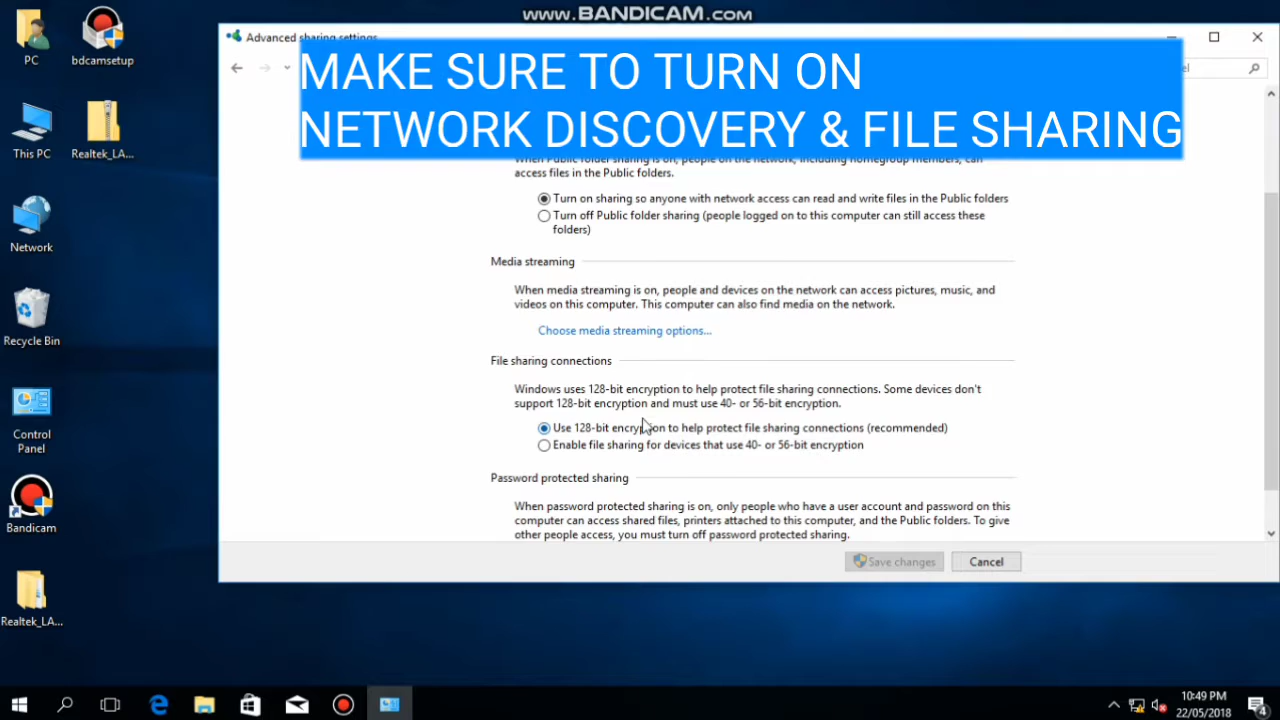 www.BANDICAM.com
PC
bdcamsetup
This PC
Realtek_LA...
Network
Recycle Bin
Control
Panel
Bandicam
Realtek_LA...
Advanced sharing settings
MAKE SURE TO TURN ON
NETWORK DISCOVERY & FILE SHARING
When Public folder sharing is on, people on the network, including homegroup members, can
access files in the Public folders.
Turn on sharing so anyone with network access can read and write files in the Public folders
Turn off Public folder sharing (people logged on to this computer can still access these
folders)
Media streaming
When media streaming is on, people and devices on the network can access pictures, music, and
videos on this computer. This computer can also find media on the network.
Choose media streaming options...
File sharing connections
Windows uses 128-bit encryption to help protect file sharing connections. Some devices don't
support 128-bit encryption and must use 40- or 56-bit encryption.
Use 128-bit encryption to help protect file sharing connections (recommended)
Enable file sharing for devices that use 40- or 56-bit encryption
Password protected sharing
When password protected sharing is on, only people who have a user account and password on this
computer can access shared files, printers attached to this computer, and the Public folders. To give
other people access, you must turn off password protected sharing.
Save changes
Cancel
10:49 PM
22/05/2018
4